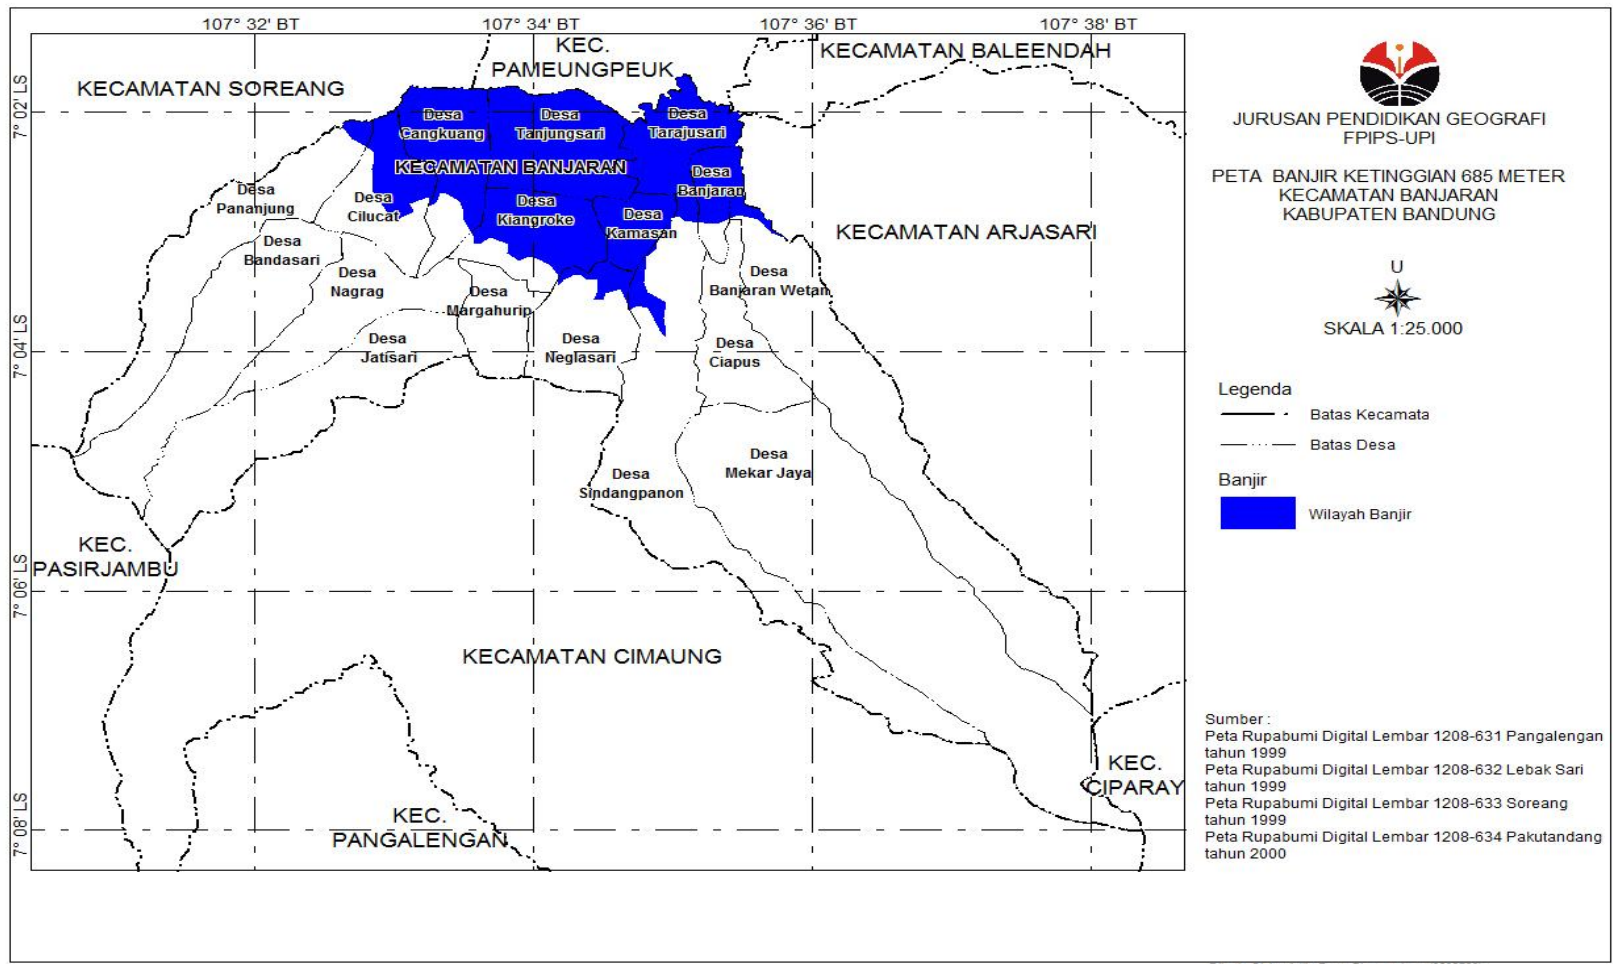 107° 32' BT
107° 34' BT
107° 36' BT
107° 38' BT
7° 02' LS
7° 04' LS
7° 06' LS
7° 08' LS
KECAMATAN SOREANG
KEC.
PAMEUNGPEUK
KECAMATAN BALEENDAH
Desa
Cangkuang
Desa
Tanjungsari
Desa
Tarajusari
KECAMATAN BANJARAN
Desa
Banjaran
Desa
Pananjung
Desa
Cilucat
Desa
Kiangroke
Desa
Kamasan
KECAMATAN ARJASARI
Desa
Bandasari
Desa
Nagrag
Desa
Margahurip
Desa
Banjaran Wetan
Desa
Jatisari
Desa
Neglasari
Desa
Ciapus
Desa
Sindangpanon
Desa
Mekar Jaya
KEC.
PASIRJAMBU
KECAMATAN CIMAUNG
KEC.
CIPARAY
KEC.
PANGALENGAN
JURUSAN PENDIDIKAN GEOGRAFI
FPIPS-UPI
PETA BANJIR KETINGGIAN 685 METER
KECAMATAN BANJARAN
KABUPATEN BANDUNG
U
SKALA 1:25.000
Legenda
Batas Kecamata
Batas Desa
Banjir
Wilayah Banjir
Sumber :
Peta Rupabumi Digital Lembar 1208-631 Pangalengan
tahun 1999
Peta Rupabumi Digital Lembar 1208-632 Lebak Sari
tahun 1999
Peta Rupabumi Digital Lembar 1208-633 Soreang
tahun 1999
Peta Rupabumi Digital Lembar 1208-634 Pakutandang
tahun 2000